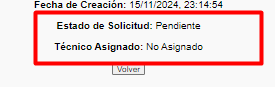 Fecha de Creación: 15/11/2024, 23:14:54
Estado de Solicitud: Pendiente
Técnico Asignado: No Asignado
Volver